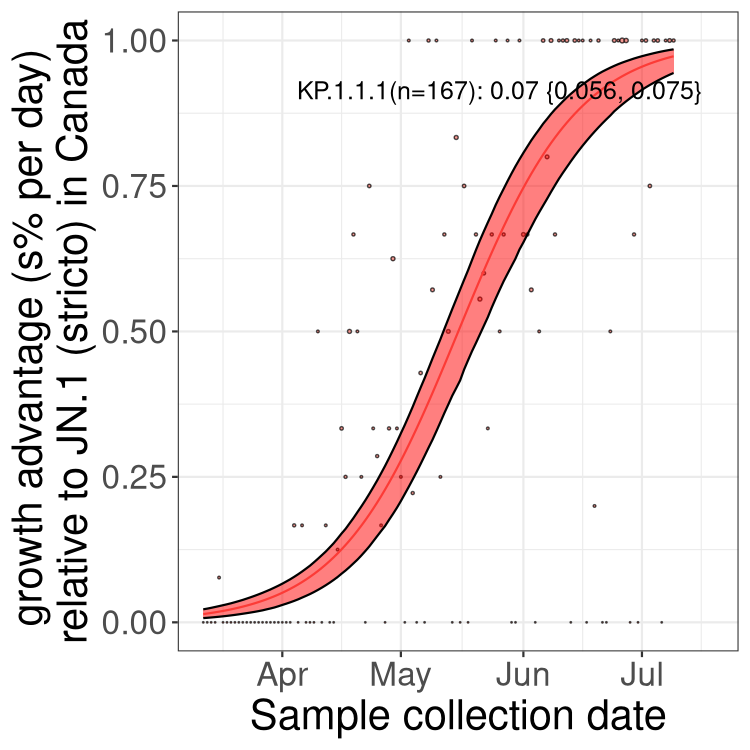 growth advantage (s% per day)
relative to JN.1 (stricto) in Canada
1.00
0.75
0.50
0.25
0.00
KP.1.1.1(n=167): 0.07 {0.056, 0.075}
Apr May Jun Jul
Sample collection date